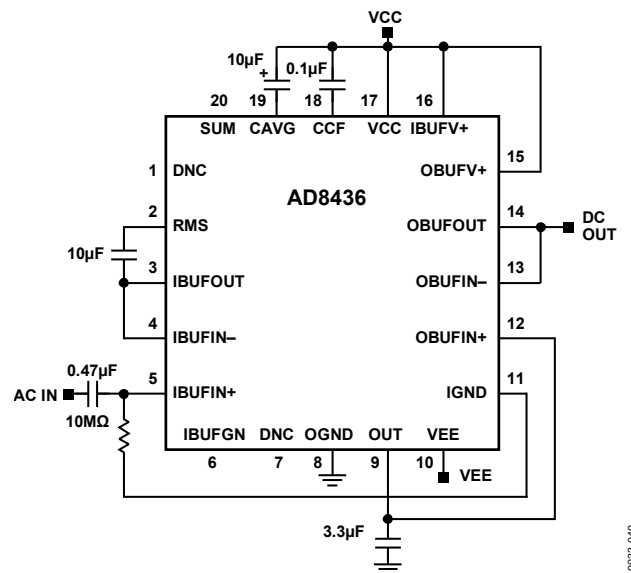 VCC
10µF
+
0.1µF
20 19 18 17 16
SUM CAVG CCF VCC IBUFV+
15
OBUFV+
1
DNC
AD8436
2
RMS
14
OBUFOUT
DC
OUT
10µF
3
IBUFOUT
13
OBUFIN–
4
IBUFIN–
12
OBUFIN+
0.47µF
AC IN
5
IBUFIN+
11
IGND
10MΩ
IBUFGN DNC OGND OUT VEE
6 7 8 9 10
VEE
3.3µF